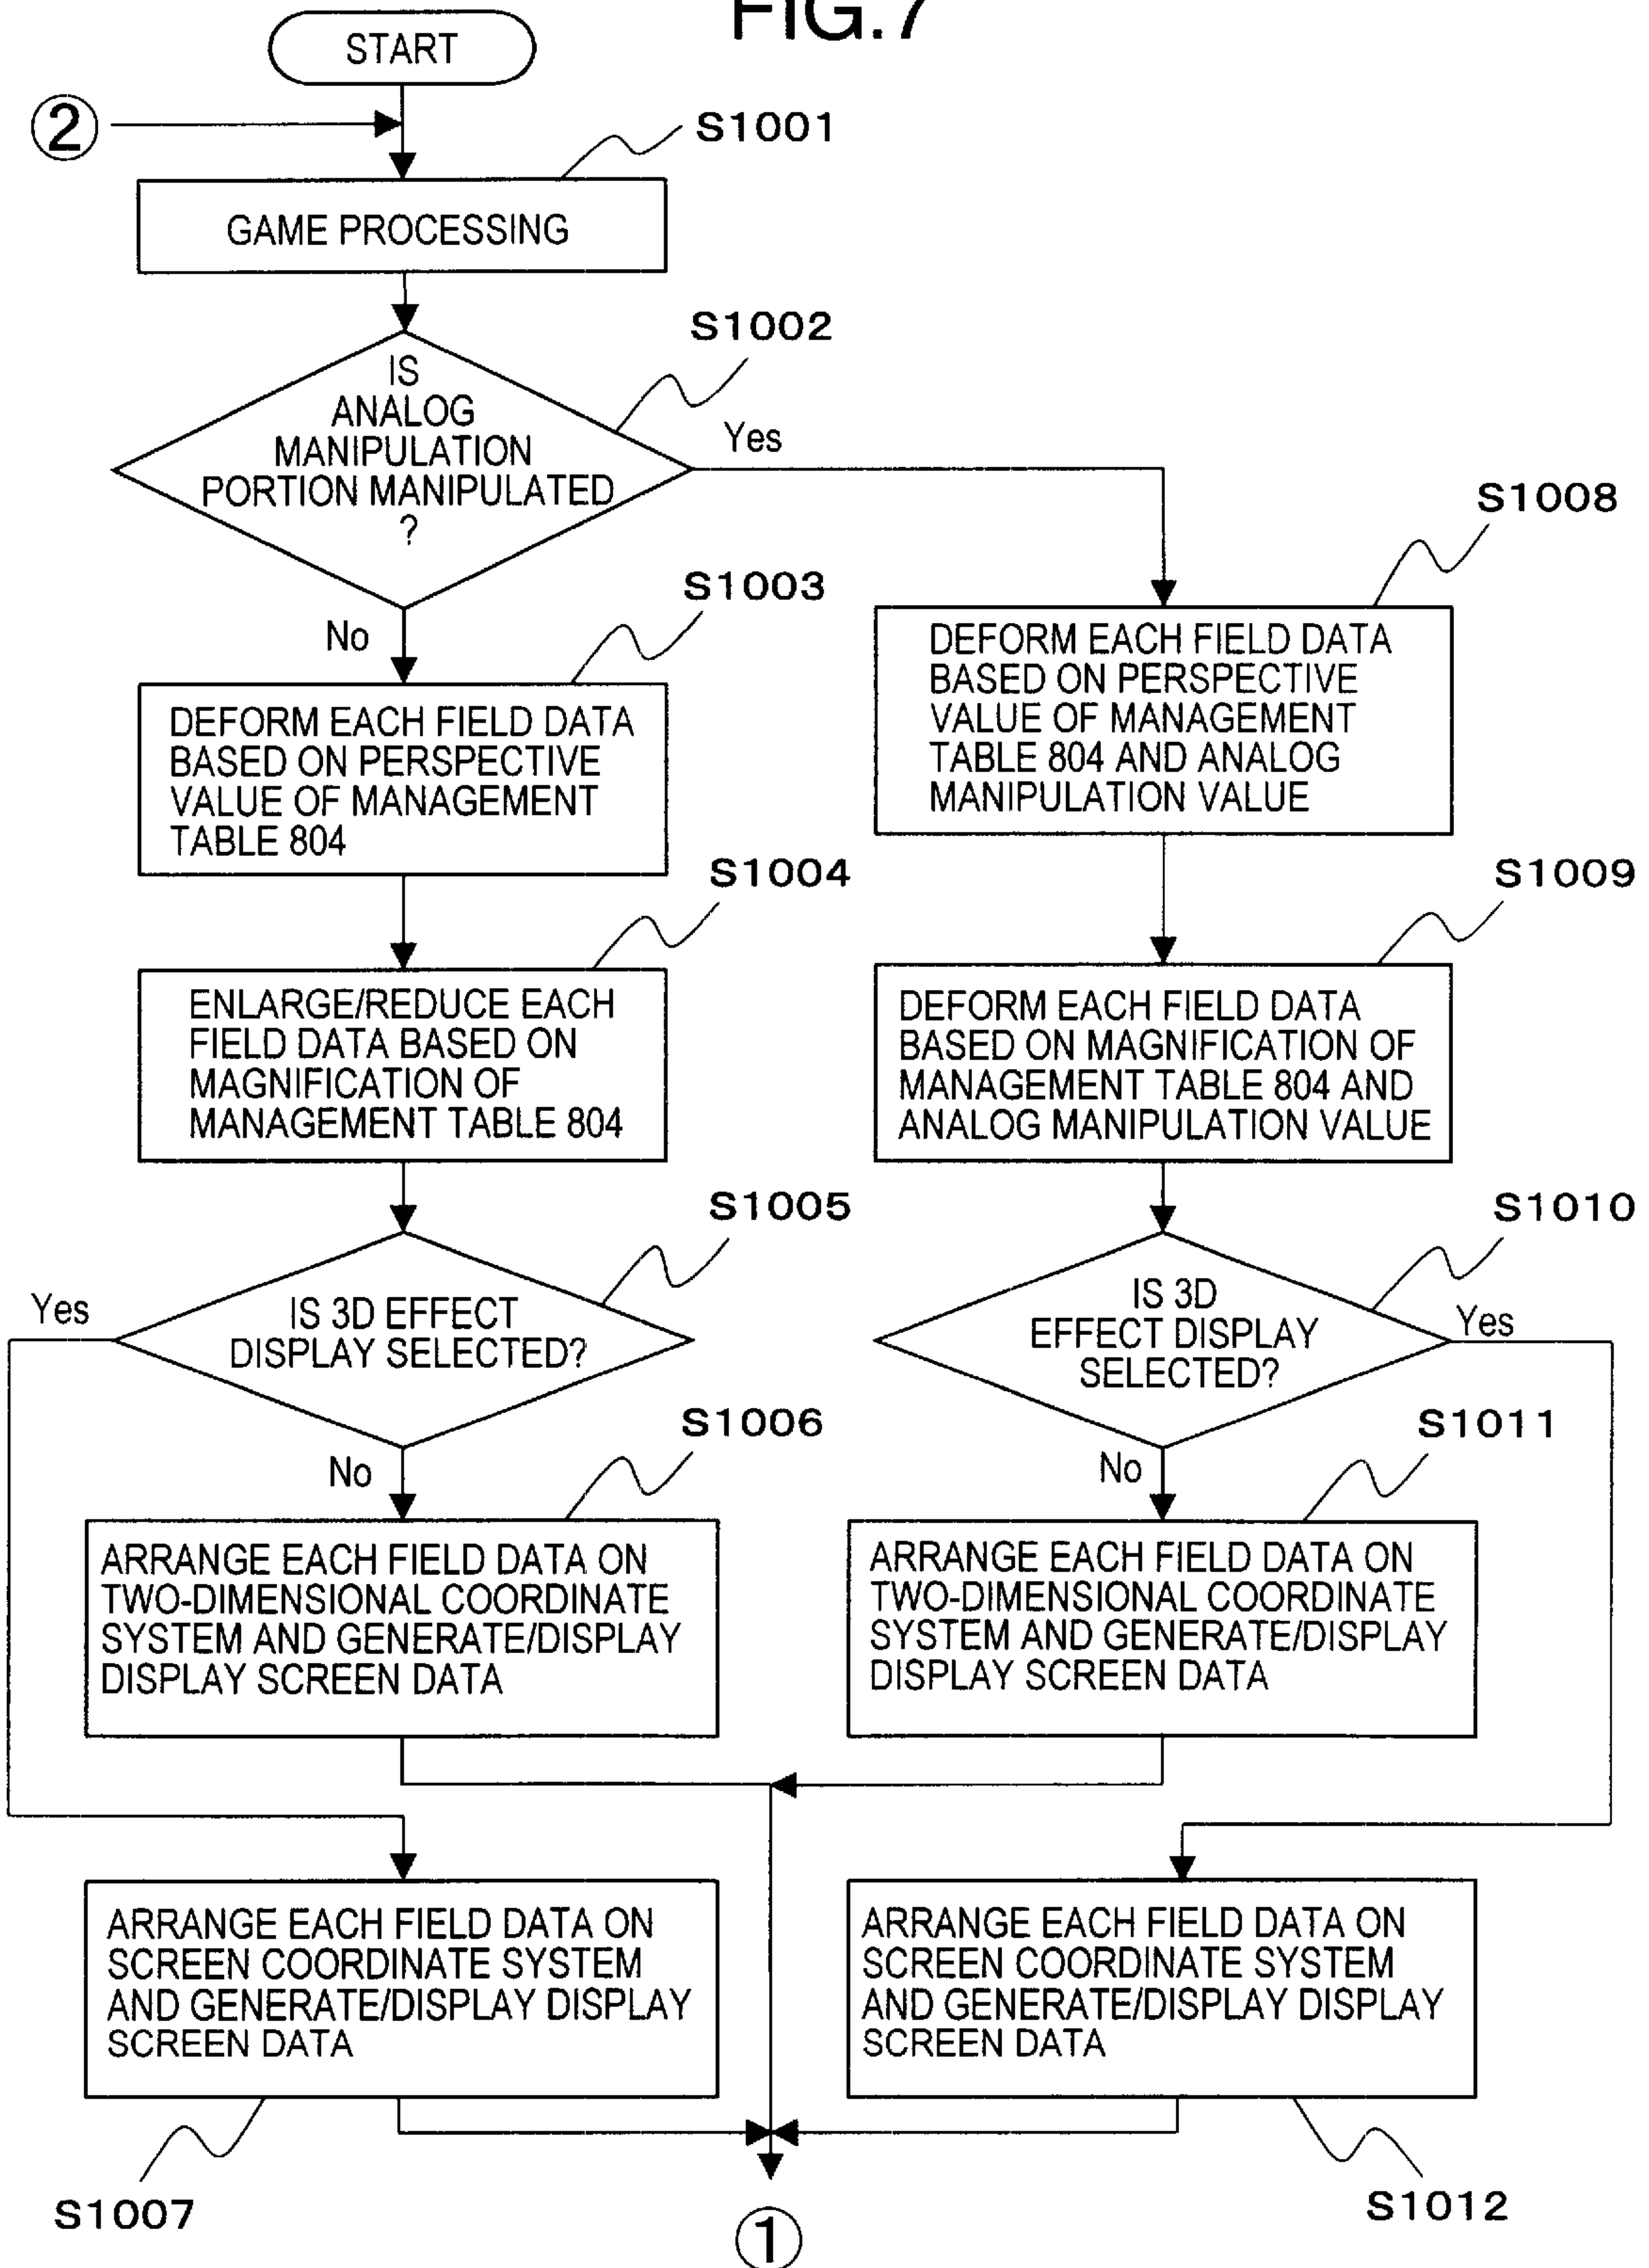 FIG.7
START
②
S1001
GAME PROCESSING
S1002
IS
ANALOG
MANIPULATION
PORTION MANIPULATED
?
Yes
No
S1003
DEFORM EACH FIELD DATA
BASED ON PERSPECTIVE
VALUE OF MANAGEMENT
TABLE 804
S1008
DEFORM EACH FIELD DATA
BASED ON PERSPECTIVE
VALUE OF MANAGEMENT
TABLE 804 AND ANALOG
MANIPULATION VALUE
S1004
ENLARGE/REDUCE EACH
FIELD DATA BASED ON
MAGNIFICATION OF
MANAGEMENT TABLE 804
S1009
DEFORM EACH FIELD DATA
BASED ON MAGNIFICATION OF
MANAGEMENT TABLE 804 AND
ANALOG MANIPULATION VALUE
S1005
Yes
IS 3D EFFECT
DISPLAY SELECTED?
No
S1010
IS 3D
EFFECT DISPLAY
SELECTED?
Yes
No
S1006
ARRANGE EACH FIELD DATA ON
TWO-DIMENSIONAL COORDINATE
SYSTEM AND GENERATE/DISPLAY
DISPLAY SCREEN DATA
S1011
ARRANGE EACH FIELD DATA ON
TWO-DIMENSIONAL COORDINATE
SYSTEM AND GENERATE/DISPLAY
DISPLAY SCREEN DATA
ARRANGE EACH FIELD DATA ON
SCREEN COORDINATE SYSTEM
AND GENERATE/DISPLAY DISPLAY
SCREEN DATA
S1007
ARRANGE EACH FIELD DATA ON
SCREEN COORDINATE SYSTEM
AND GENERATE/DISPLAY DISPLAY
SCREEN DATA
S1012
①